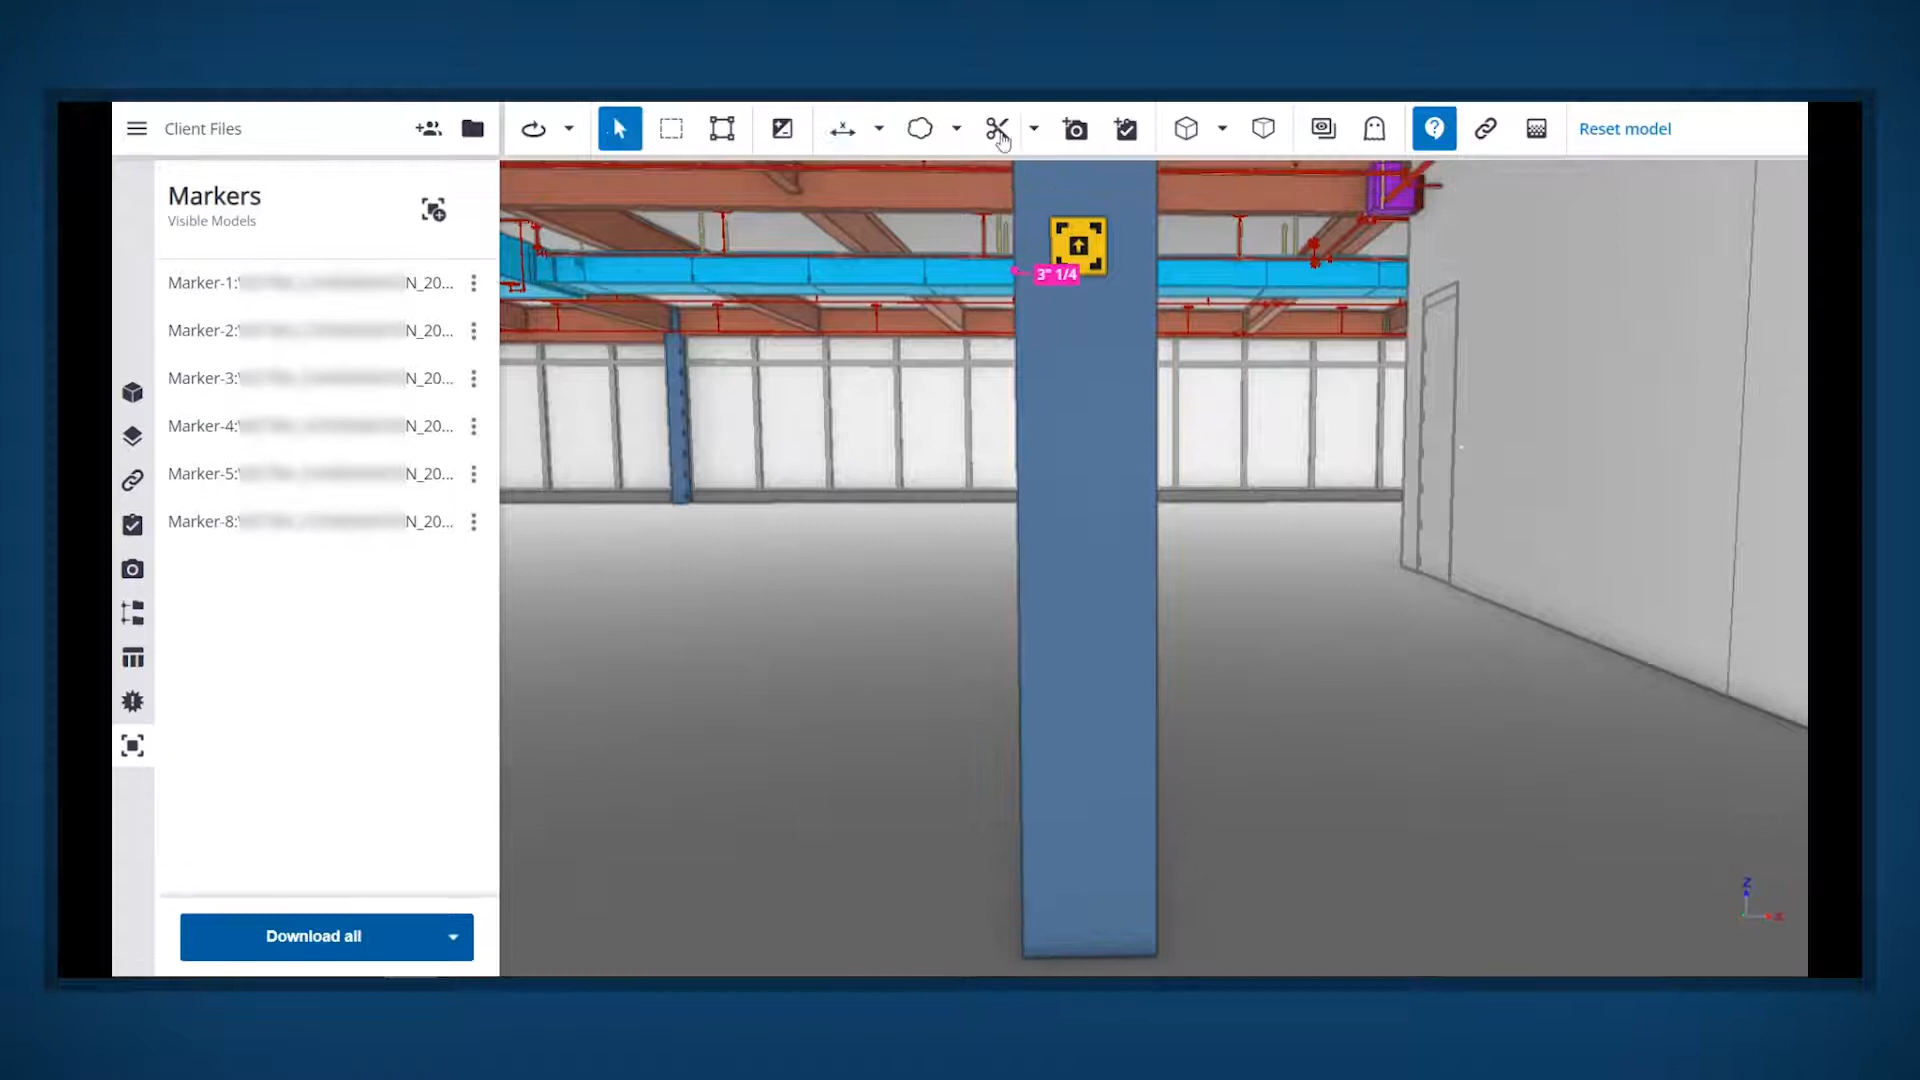 Client Files
x
Reset model
Markers
Visible Models
Marker-1:\ N_20...
Marker-2:\ N_20...
Marker-3:\ N_20...
Marker-4:\ N_20...
Marker-5:\ N_20...
Marker-8:\ N_20...
3" 1/4
Z
X
Download all